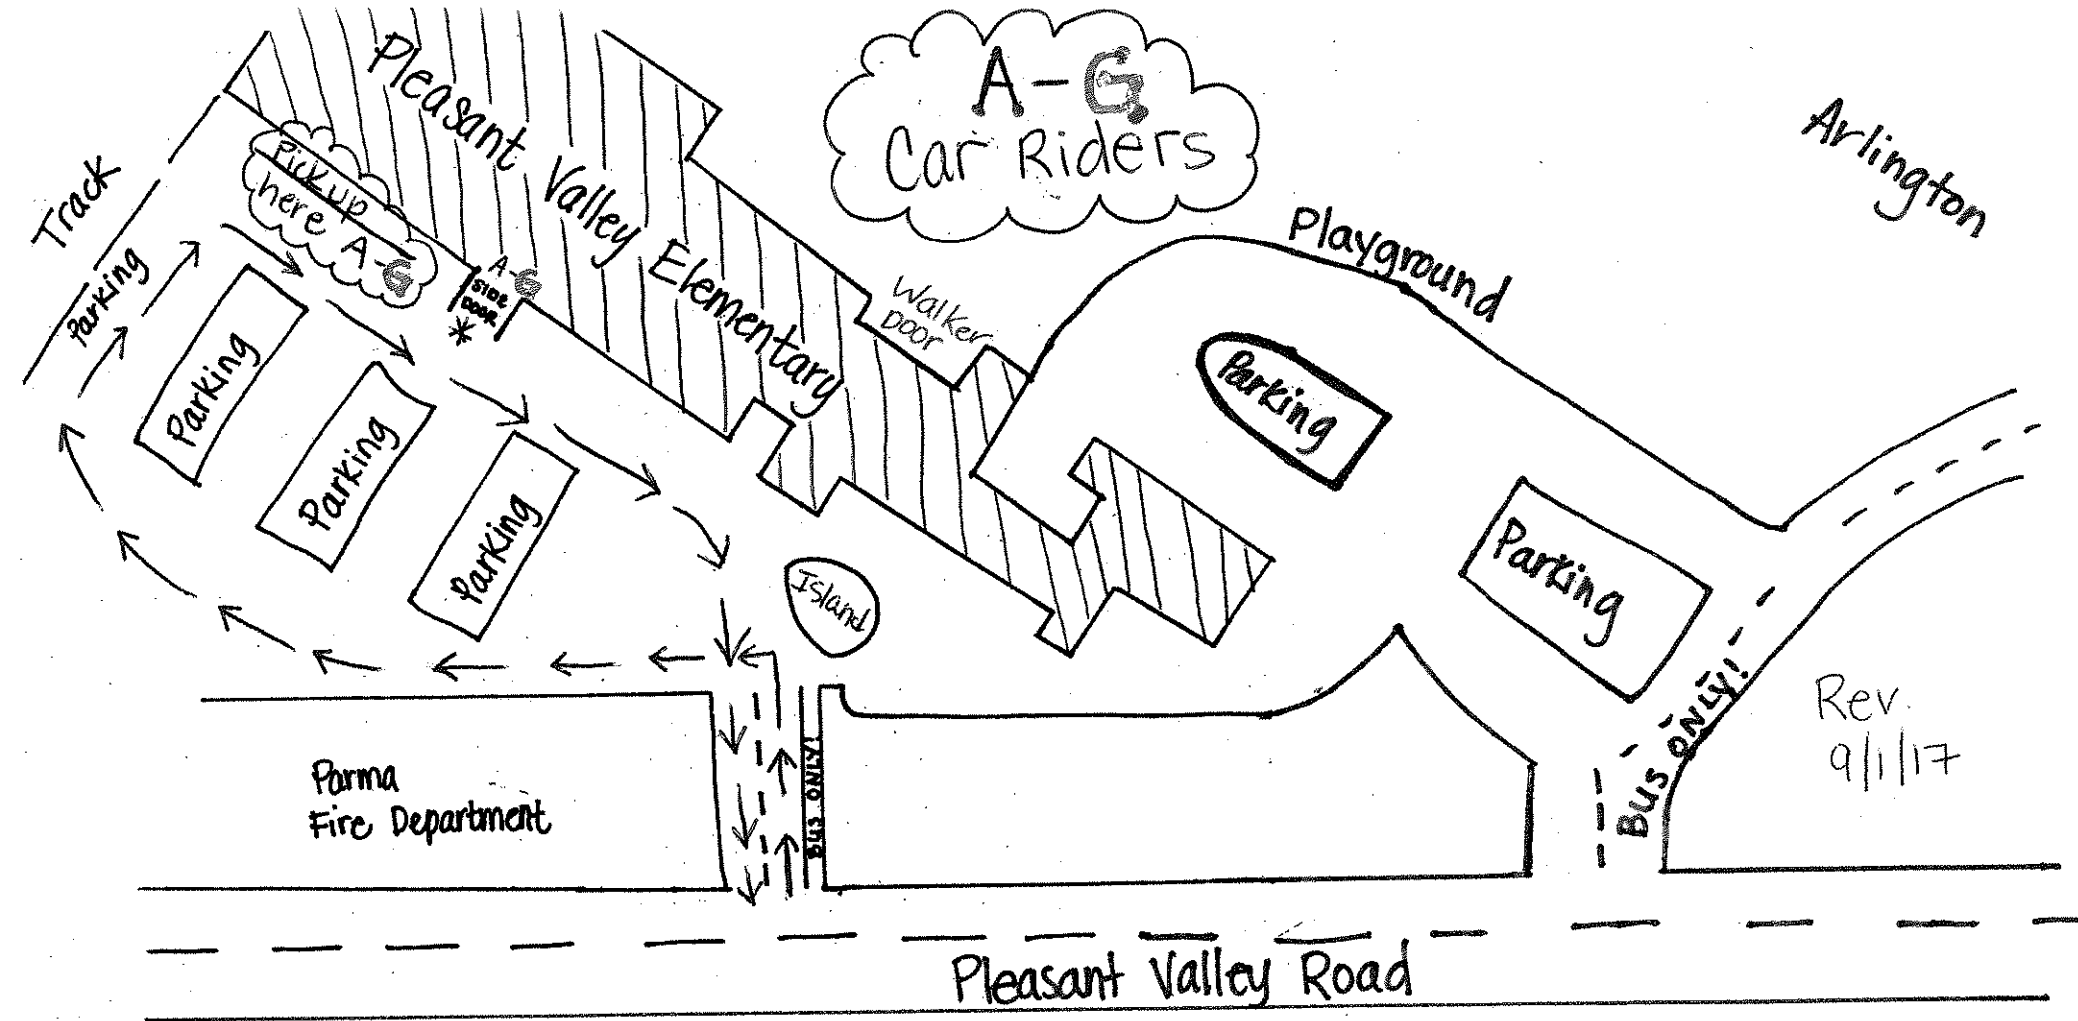 A-G
Car Riders
Pleasant Valley Elementary
Arlington
Track
Parking
Pick up
here A-G
A-G
SIDE
DOOR
*
Walker
DOOR
Playground
Parking
Parking
Parking
Parking
Parking
Island
BUS ONLY!
BUS ONLY!
Rev.
9/1/17
Parma
Fire Department
Pleasant Valley Road